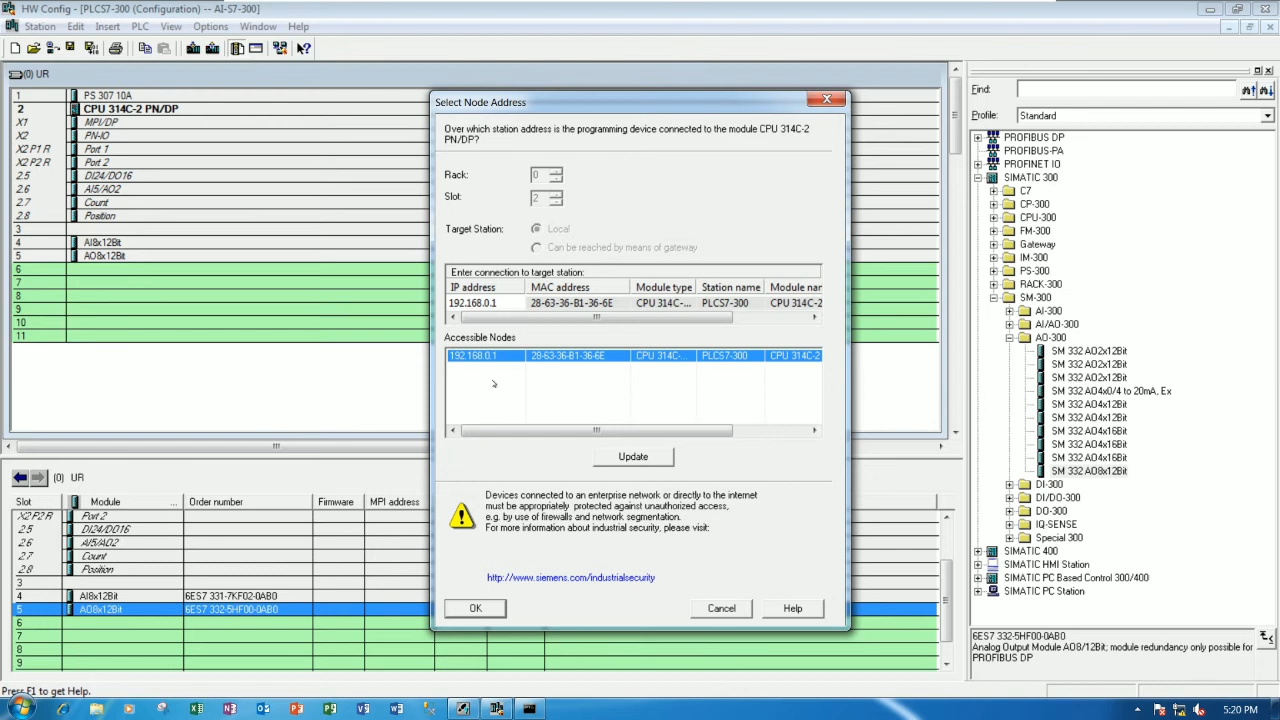 HW Config - [PLCS7-300 (Configuration) -- AI-S7-300]
Station Edit Insert PLC View Options Window Help
(0) UR
1 PS 307 10A
2 CPU 314C-2 PN/DP
X1 MPI/DP
X2 PN-IO
X2 P1 R Port 1
X2 P2 R Port 2
2.5 DI24/DO16
2.6 AI5/AO2
2.7 Count
2.8 Position
3
4 AI8x12Bit
5 AO8x12Bit
6
7
8
9
10
11
Select Node Address
Over which station address is the programming device connected to the module CPU 314C-2
PN/DP?
Rack: 0
Slot: 2
Target Station: Local
Can be reached by means of gateway
Enter connection to target station:
IP address MAC address Module type Station name Module nam
192.168.0.1 28-63-36-B1-36-6E CPU 314C-... PLCS7-300 CPU 314C-2
Accessible Nodes
192.168.0.1 28-63-36-B1-36-6E CPU 314C-... PLCS7-300 CPU 314C-2
Update
Devices connected to an enterprise network or directly to the internet
must be appropriately protected against unauthorized access,
e.g. by use of firewalls and network segmentation.
For more information about industrial security, please visit:
http://www.siemens.com/industrialsecurity
OK Cancel Help
Find:
Profile: Standard
PROFIBUS DP
PROFIBUS-PA
PROFINET IO
SIMATIC 300
C7
CP-300
CPU-300
FM-300
Gateway
IM-300
PS-300
RACK-300
SM-300
AI-300
AI/AO-300
AO-300
SM 332 AO2x12Bit
SM 332 AO2x12Bit
SM 332 AO2x12Bit
SM 332 AO4x0/4 to 20mA, Ex
SM 332 AO4x12Bit
SM 332 AO4x12Bit
SM 332 AO4x16Bit
SM 332 AO4x16Bit
SM 332 AO4x16Bit
SM 332 AO8x12Bit
DI-300
DI/DO-300
DO-300
IQ-SENSE
Special 300
SIMATIC 400
SIMATIC HMI Station
SIMATIC PC Based Control 300/400
SIMATIC PC Station
6ES7 332-5HF00-0AB0
Analog Output Module AO8/12Bit; module redundancy only possible for
PROFIBUS DP
(0) UR
Slot Module ... Order number Firmware MPI address
X2 P2 R Port 2
2.5 DI24/DO16
2.6 AI5/AO2
2.7 Count
2.8 Position
3
4 AI8x12Bit 6ES7 331-7KF02-0AB0
5 AO8x12Bit 6ES7 332-5HF00-0AB0
6
7
8
9
Press F1 to get Help.
5:20 PM